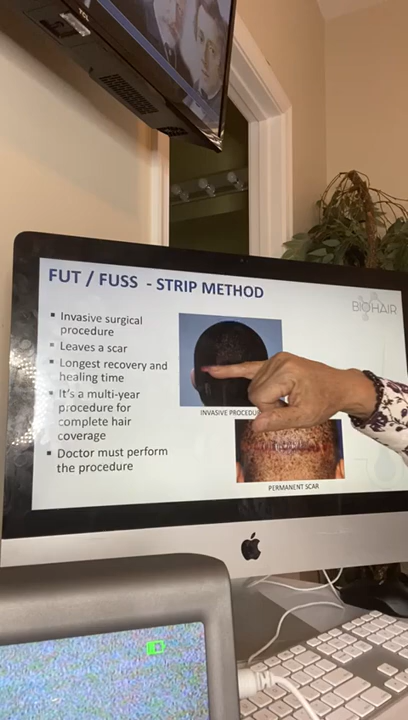 FUT / FUSS - STRIP METHOD
BIOHAIR
▪ Invasive surgical
procedure
▪ Leaves a scar
▪ Longest recovery and
healing time
▪ It's a multi-year
procedure for
complete hair
coverage
▪ Doctor must perform
the procedure
INVASIVE
PERMANENT SCAR